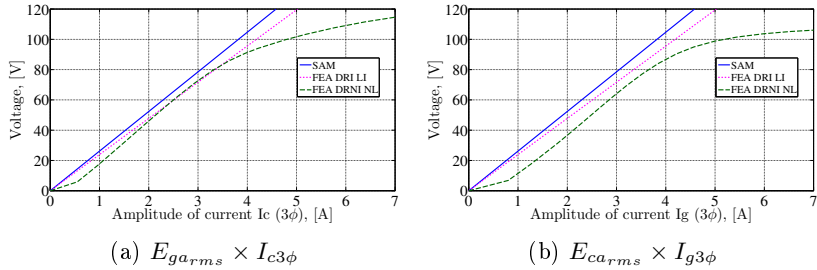 120
100
80
60
40
20
0
Voltage, [V]
SAM
FEA DRI LI
FEA DRNI NL
0 1 2 3 4 5 6 7
Amplitude of current Ic (3ϕ), [A]
(a) E_{ga_{rms}} × I_{c3ϕ}
120
100
80
60
40
20
0
Voltage, [V]
SAM
FEA DRI LI
FEA DRNI NL
0 1 2 3 4 5 6 7
Amplitude of current Ig (3ϕ), [A]
(b) E_{ca_{rms}} × I_{g3ϕ}